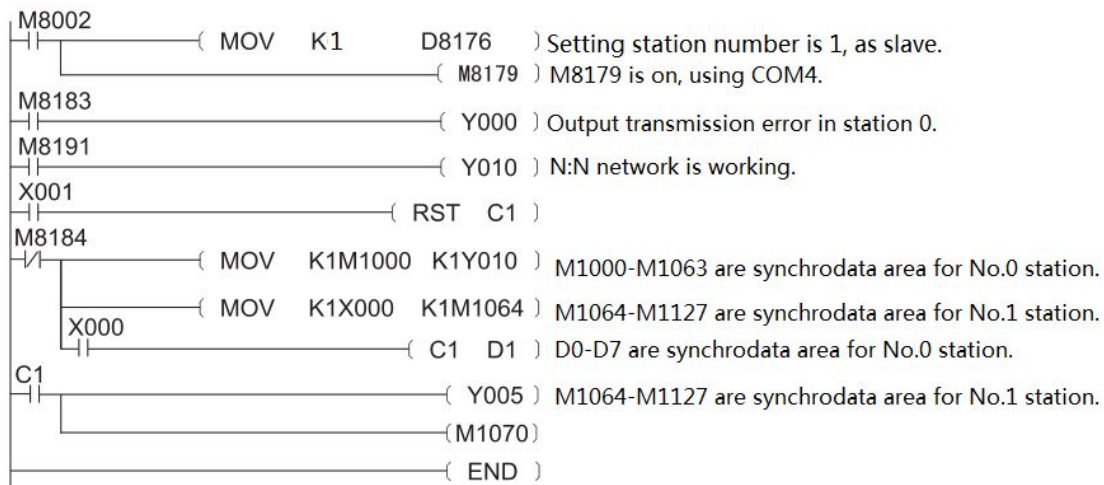 M8002
MOV K1 D8176 Setting station number is 1, as slave.
M8179 M8179 is on, using COM4.
M8183
Y000 Output transmission error in station 0.
M8191
Y010 N:N network is working.
X001
RST C1
M8184
MOV K1M1000 K1Y010 M1000-M1063 are synchrodata area for No.0 station.
MOV K1X000 K1M1064 M1064-M1127 are synchrodata area for No.1 station.
X000
C1 D1 D0-D7 are synchrodata area for No.0 station.
C1
Y005 M1064-M1127 are synchrodata area for No.1 station.
M1070
END